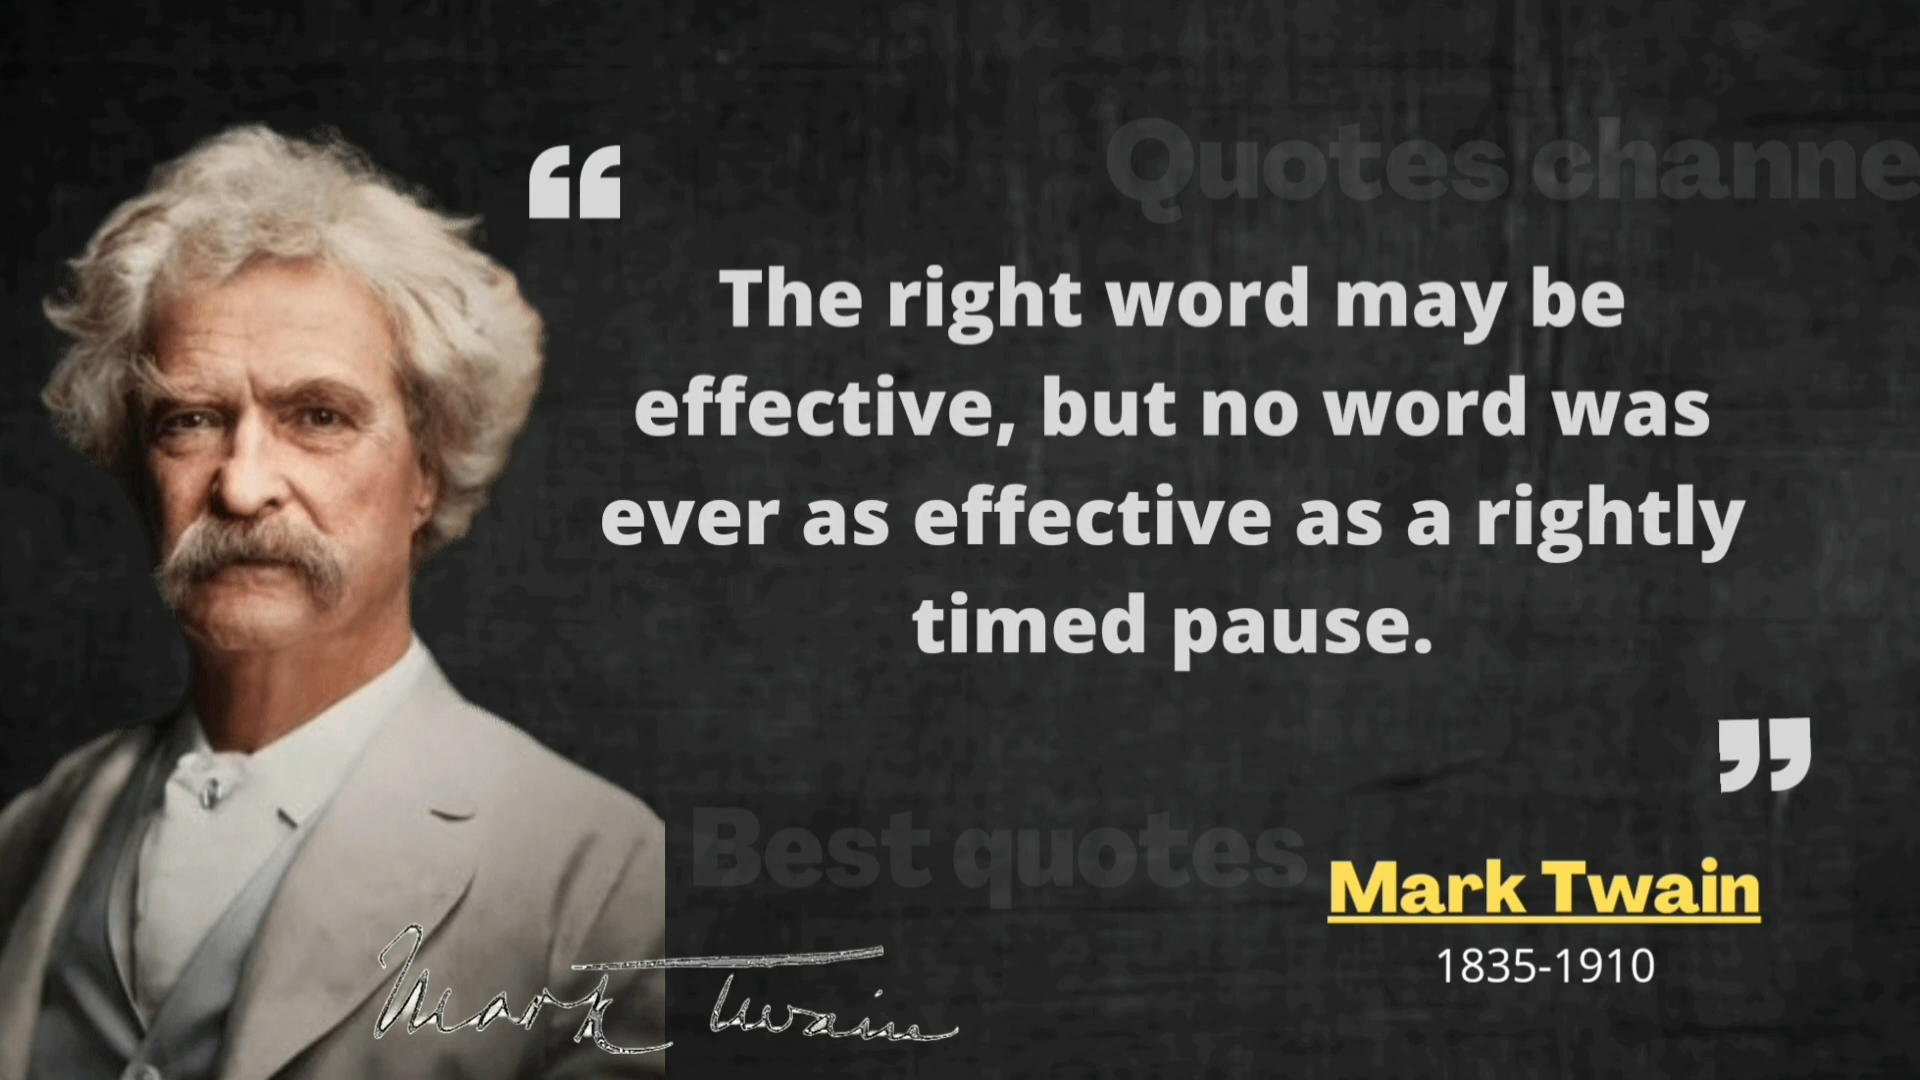 Quotes channe
“
The right word may be
effective, but no word was
ever as effective as a rightly
timed pause.
”
Best quotes
Mark Twain
1835-1910
Mark Twain